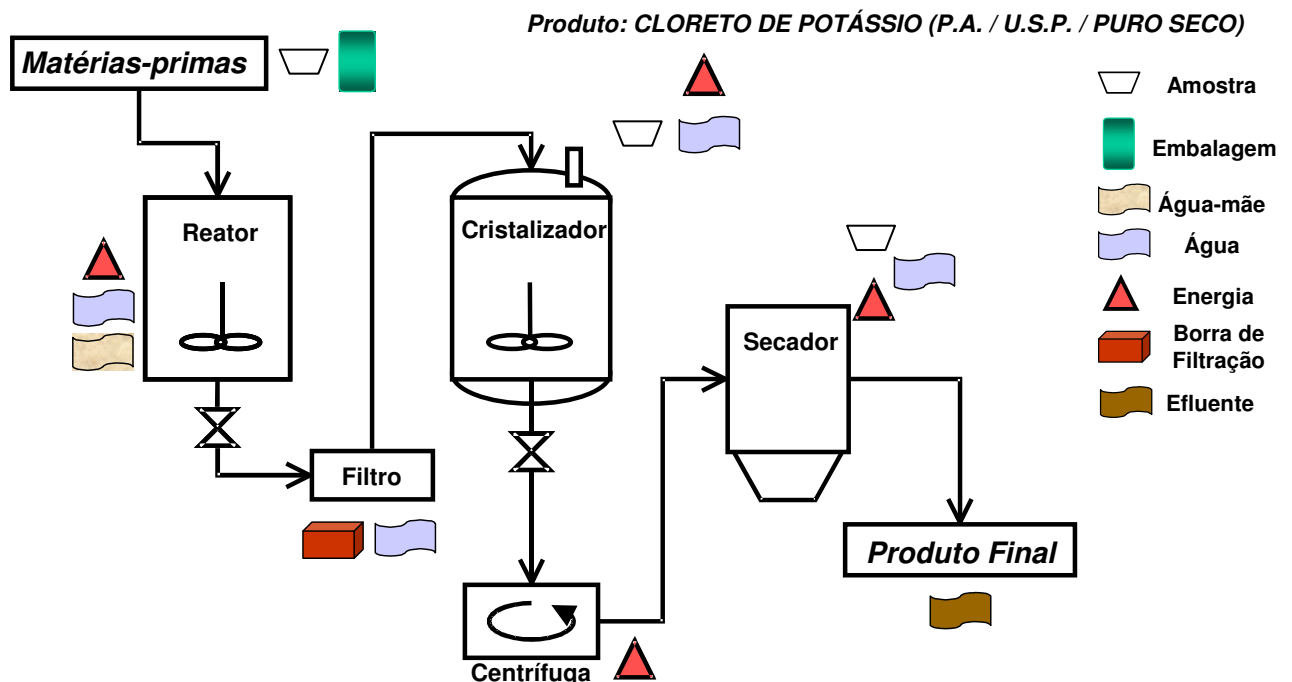 Produto: CLORETO DE POTÁSSIO (P.A. / U.S.P. / PURO SECO)
Matérias-primas
Amostra
Embalagem
Água-mãe
Água
Energia
Borra de
Filtração
Efluente
Reator
Cristalizador
Secador
Filtro
Produto Final
Centrífuga